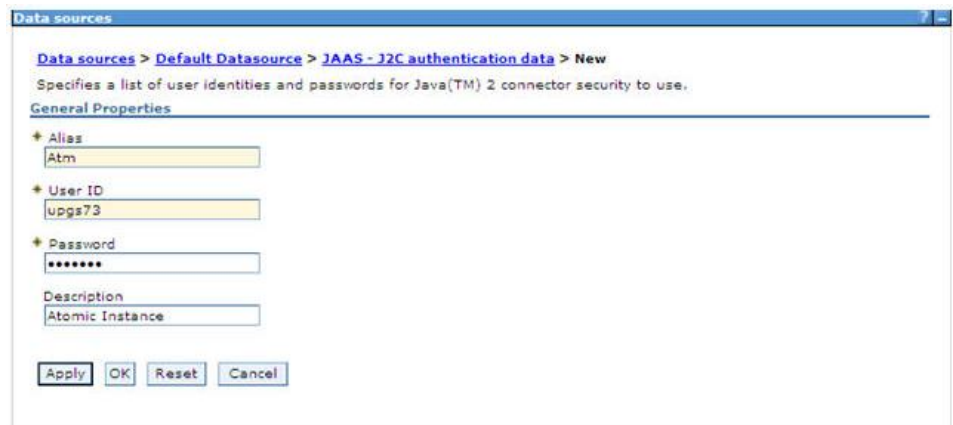 Data sources
? –
Data sources > Default Datasource > JAAS - J2C authentication data > New
Specifies a list of user identities and passwords for Java(TM) 2 connector security to use.
General Properties
Alias
Atm
User ID
upgs73
Password
•••••••
Description
Atomic Instance
Apply OK Reset Cancel